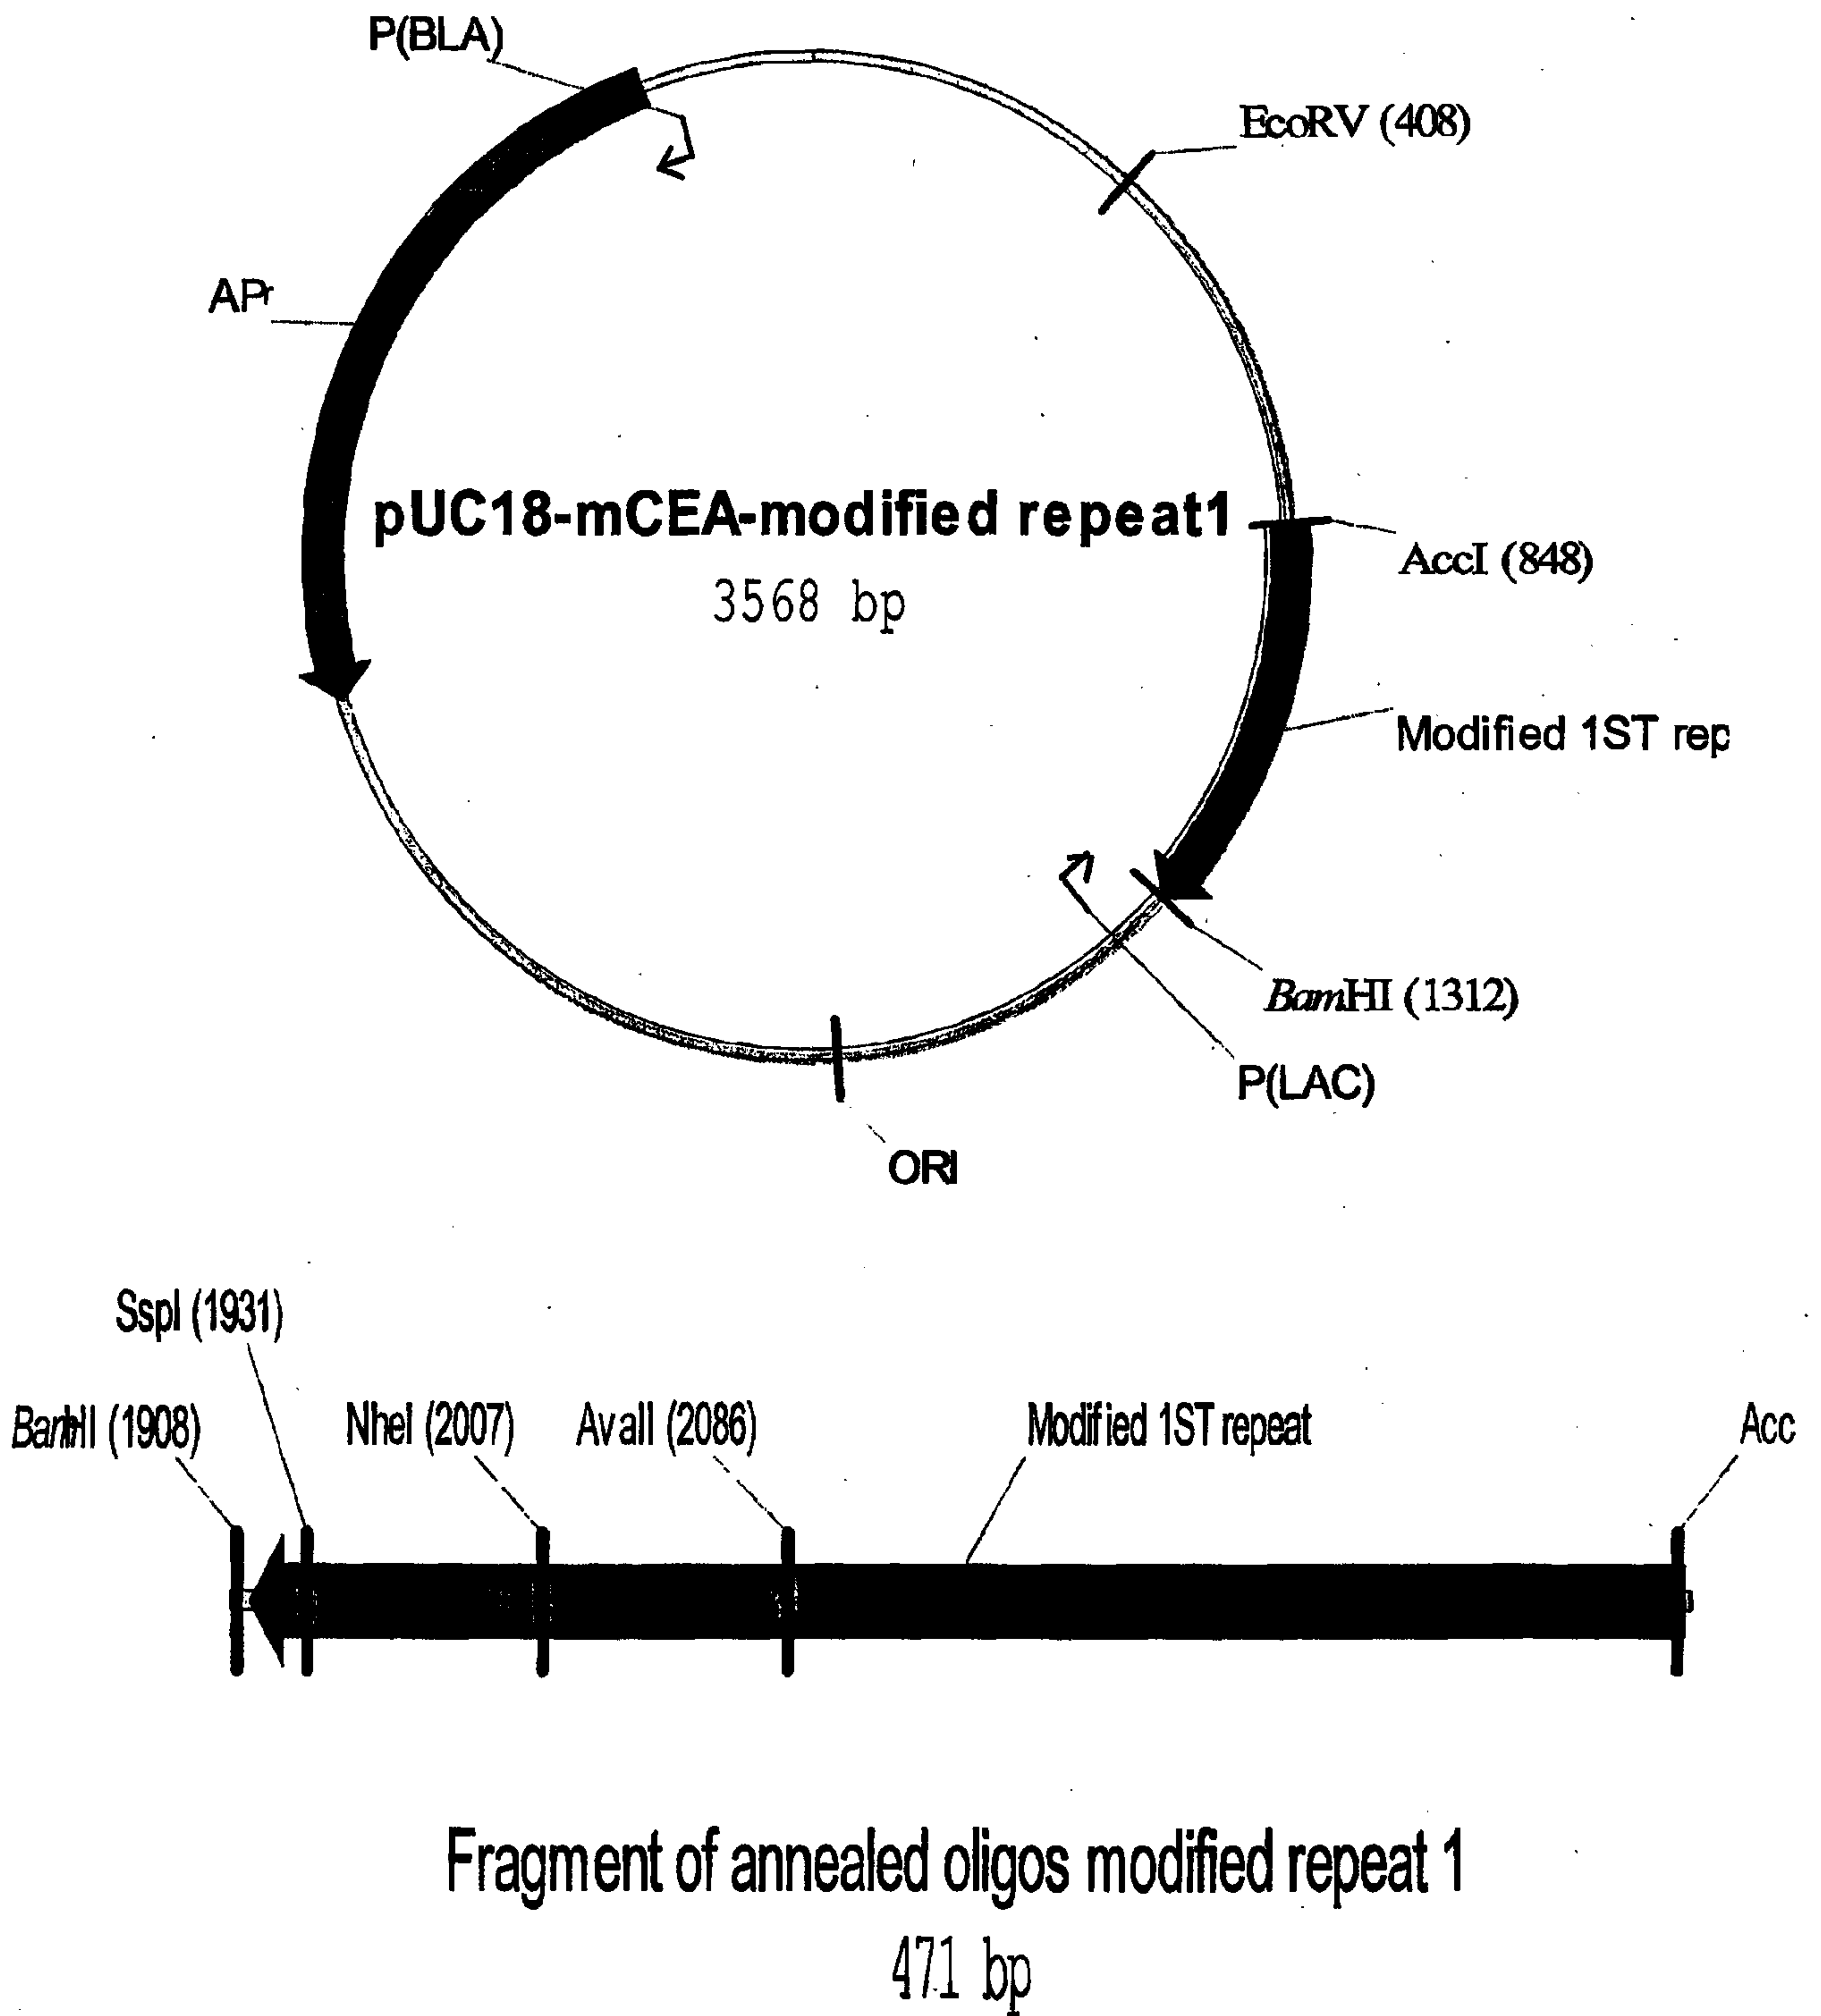 P(BLA)
EcoRV (408)
APr
pUC18-mCEA-modified repeat1
3568 bp
AccI (848)
Modified 1ST rep
BamHI (1312)
P(LAC)
ORI
SspI (1931)
BamHI (1908)
NheI (2007)
AvaII (2086)
Modified 1ST repeat
Acc
Fragment of annealed oligos modified repeat 1
471 bp